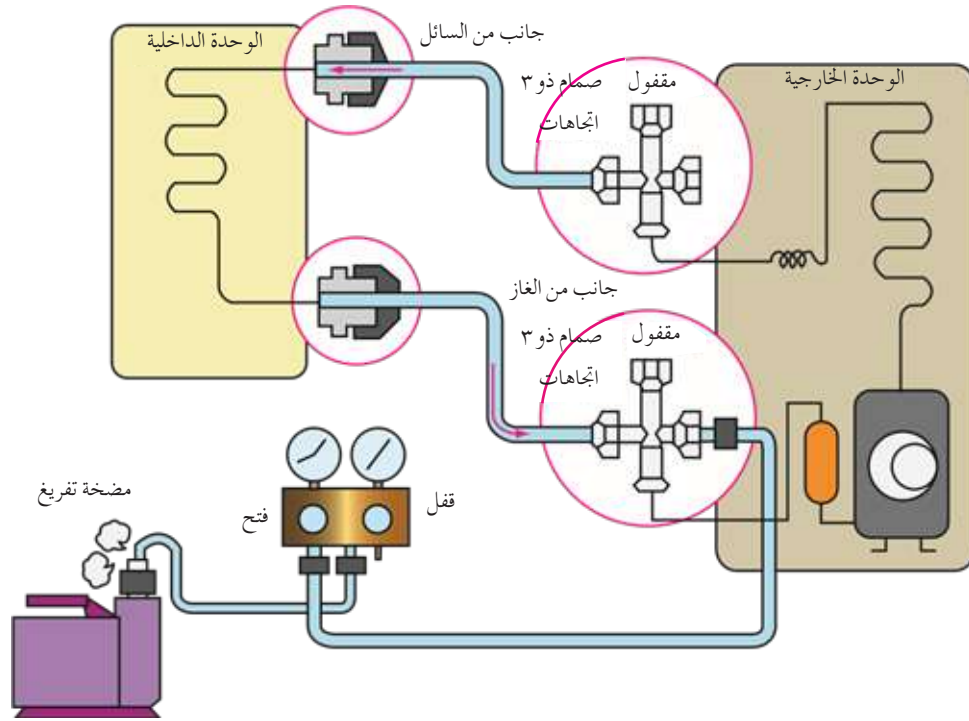 جانب من السائل
الوحدة الداخلية
الوحدة الخارجية
مقفول
صمام ذو ٣
اتجاهات
جانب من الغاز
مقفول
صمام ذو ٣
اتجاهات
قفل
فتح
مضخة تفريغ